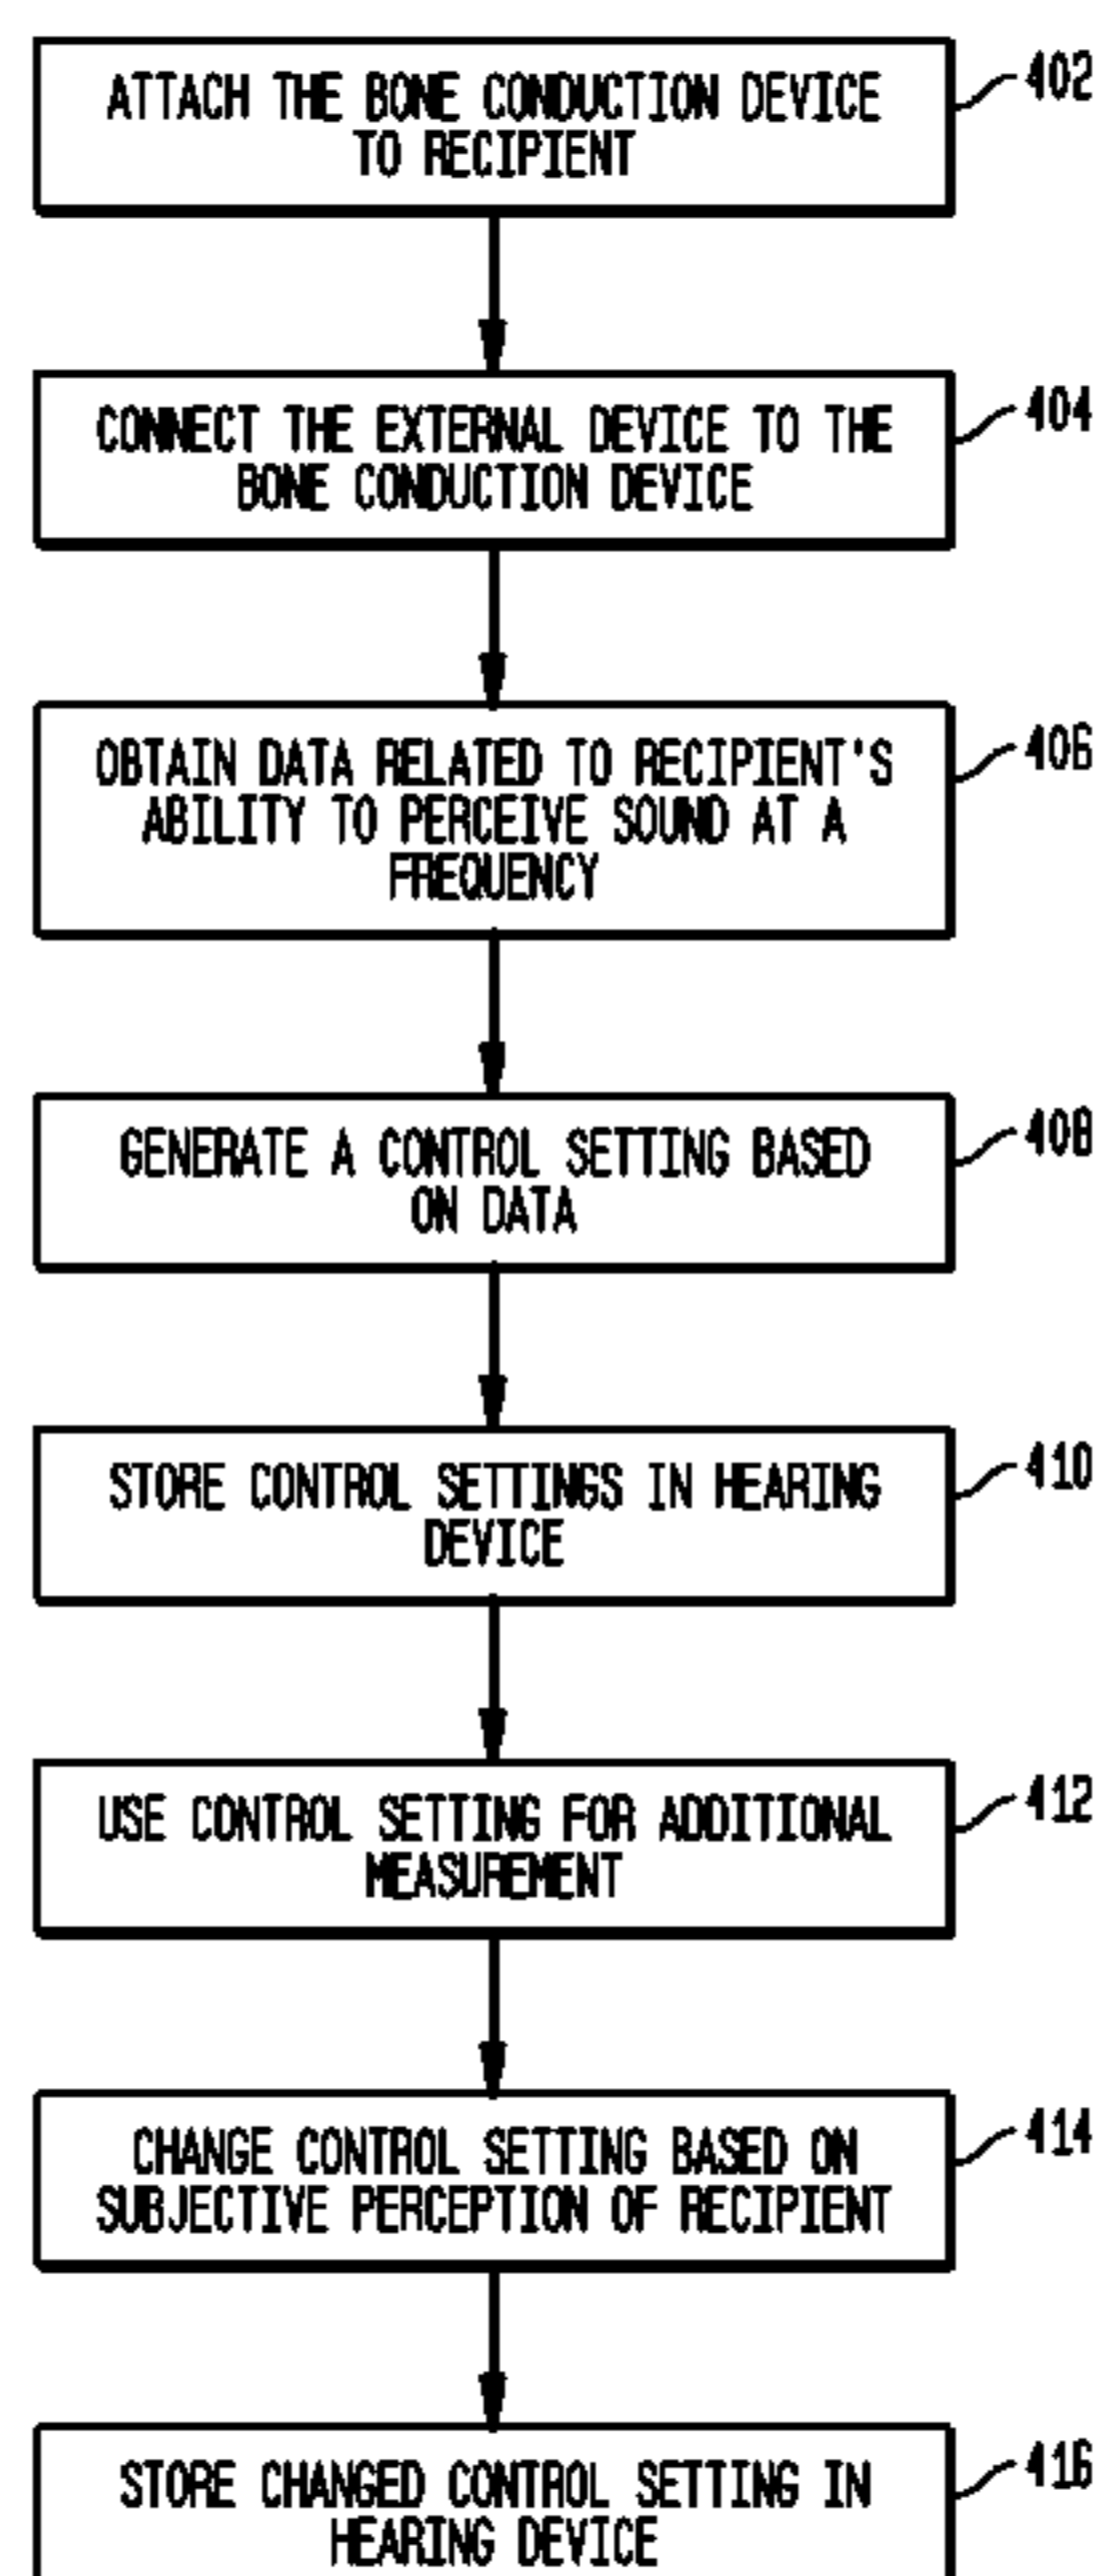 ATTACH THE BONE CONDUCTION DEVICE
TO RECIPIENT
402
CONNECT THE EXTERNAL DEVICE TO THE
BONE CONDUCTION DEVICE
404
OBTAIN DATA RELATED TO RECIPIENT'S
ABILITY TO PERCEIVE SOUND AT A
FREQUENCY
406
GENERATE A CONTROL SETTING BASED
ON DATA
408
STORE CONTROL SETTINGS IN HEARING
DEVICE
410
USE CONTROL SETTING FOR ADDITIONAL
MEASUREMENT
412
CHANGE CONTROL SETTING BASED ON
SUBJECTIVE PERCEPTION OF RECIPIENT
414
STORE CHANGED CONTROL SETTING IN
HEARING DEVICE
416